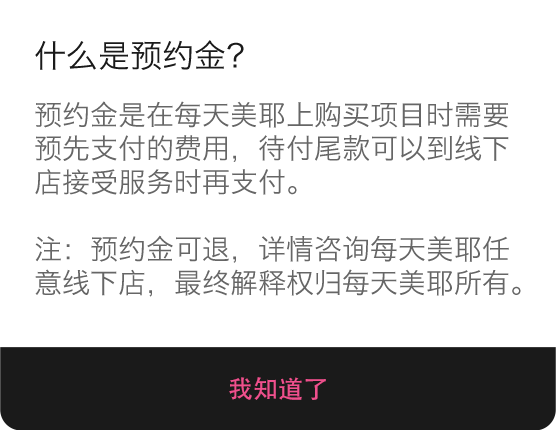 什么是预约金?
预约金是在每天美耶上购买项目时需要
预先支付的费用，待付尾款可以到线下
店接受服务时再支付。
注：预约金可退，详情咨询每天美耶任
意线下店，最终解释权归每天美耶所有。
我知道了